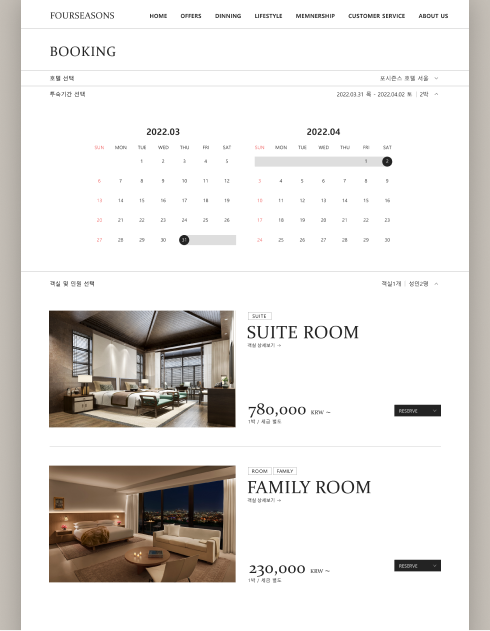 FOURSEASONS HOME OFFERS DINNING LIFESTYLE MEMNERSHIP CUSTOMER SERVICE ABOUT US
BOOKING
호텔 선택 포시즌스 호텔 서울
투숙기간 선택 2022.03.31 목 - 2022.04.02 토 | 2박
2022.03
SUN MON TUE WED THU FRI SAT
1 2 3 4 5
6 7 8 9 10 11 12
13 14 15 16 17 18 19
20 21 22 23 24 25 26
27 28 29 30 31
2022.04
SUN MON TUE WED THU FRI SAT
1 2
3 4 5 6 7 8 9
10 11 12 13 14 15 16
17 18 19 20 21 22 23
24 25 26 27 28 29 30
객실 및 인원 선택 객실1개 | 성인2명
SUITE
SUITE ROOM
객실 상세보기 →
780,000 KRW ~
1박 / 세금 별도
RESERVE
ROOM FAMILY
FAMILY ROOM
객실 상세보기 →
230,000 KRW ~
1박 / 세금 별도
RESERVE